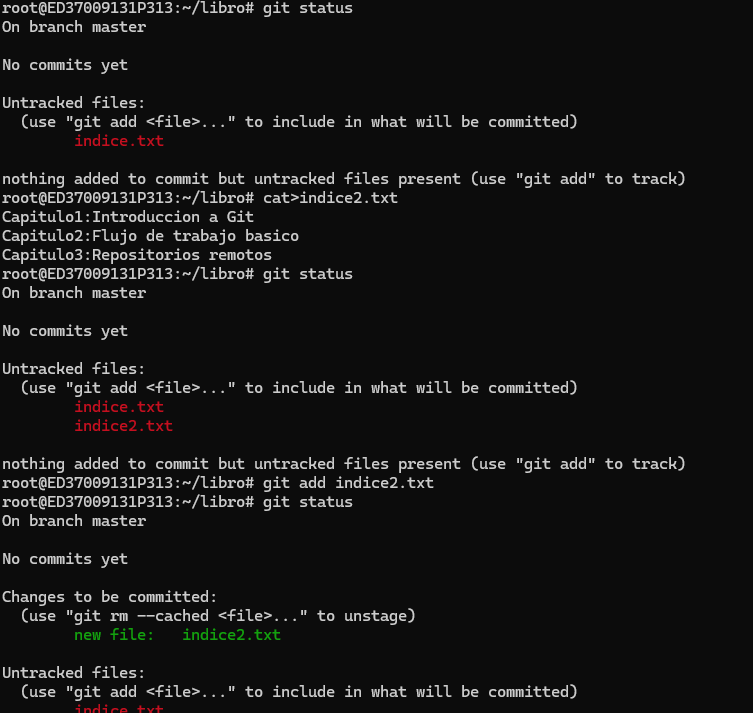 root@ED37009131P313:~/libro# git status
On branch master
No commits yet
Untracked files:
  (use "git add <file>..." to include in what will be committed)
        indice.txt
nothing added to commit but untracked files present (use "git add" to track)
root@ED37009131P313:~/libro# cat>indice2.txt
Capitulo1:Introduccion a Git
Capitulo2:Flujo de trabajo basico
Capitulo3:Repositorios remotos
root@ED37009131P313:~/libro# git status
On branch master
No commits yet
Untracked files:
  (use "git add <file>..." to include in what will be committed)
        indice.txt
        indice2.txt
nothing added to commit but untracked files present (use "git add" to track)
root@ED37009131P313:~/libro# git add indice2.txt
root@ED37009131P313:~/libro# git status
On branch master
No commits yet
Changes to be committed:
  (use "git rm --cached <file>..." to unstage)
        new file:   indice2.txt
Untracked files:
  (use "git add <file>..." to include in what will be committed)
        indice.txt